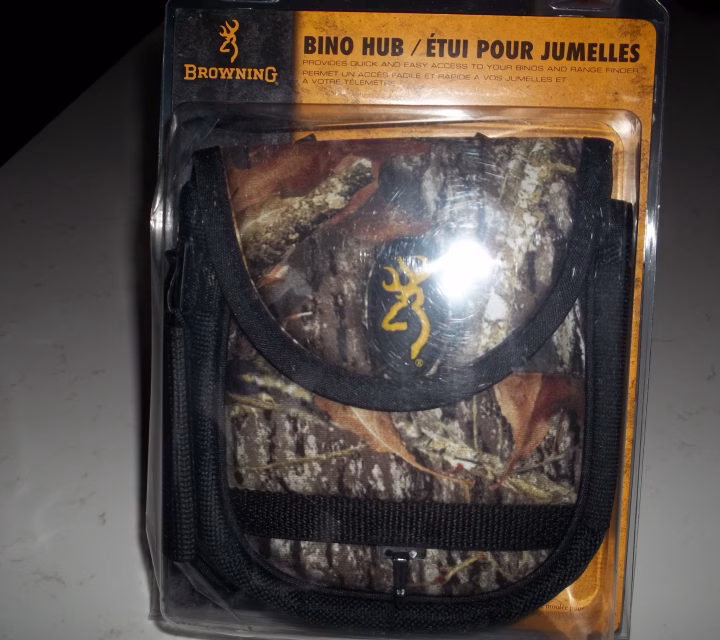 BROWNING
BINO HUB / ÉTUI POUR JUMELLES
PROVIDES QUICK AND EASY ACCESS TO YOUR BINOS AND RANGE FINDER
PERMET UN ACCÈS FACILE ET RAPIDE A VOS JUMELLES ET
À VOTRE TÉLÉMÈTRE